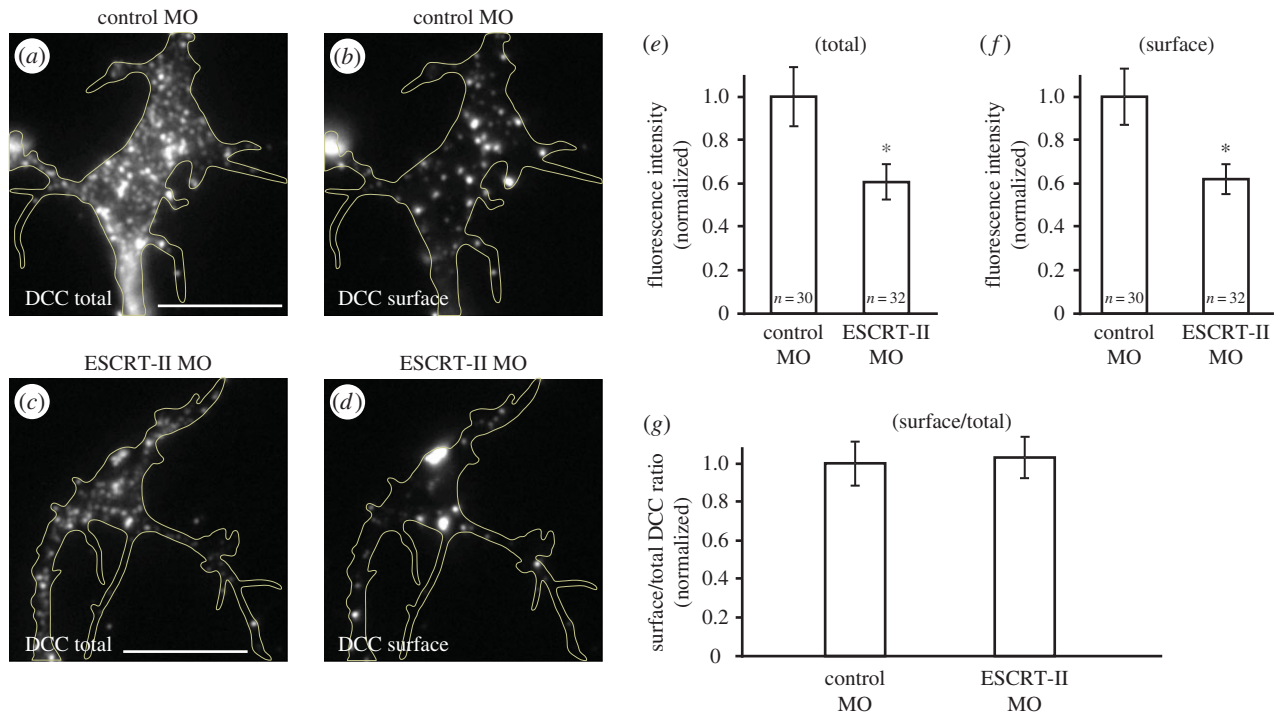 control MO
(a)
DCC total
control MO
(b)
DCC surface
ESCRT-II MO
(c)
DCC total
ESCRT-II MO
(d)
DCC surface
(e)
(total)
fluorescence intensity
(normalized)
1.0
0.8
0.6
0.4
0.2
0
*
n = 30
n = 32
control
MO
ESCRT-II
MO
(f)
(surface)
fluorescence intensity
(normalized)
1.0
0.8
0.6
0.4
0.2
0
*
n = 30
n = 32
control
MO
ESCRT-II
MO
(g)
(surface/total)
surface/total DCC ratio
(normalized)
1.0
0.8
0.6
0.4
0.2
0
control
MO
ESCRT-II
MO